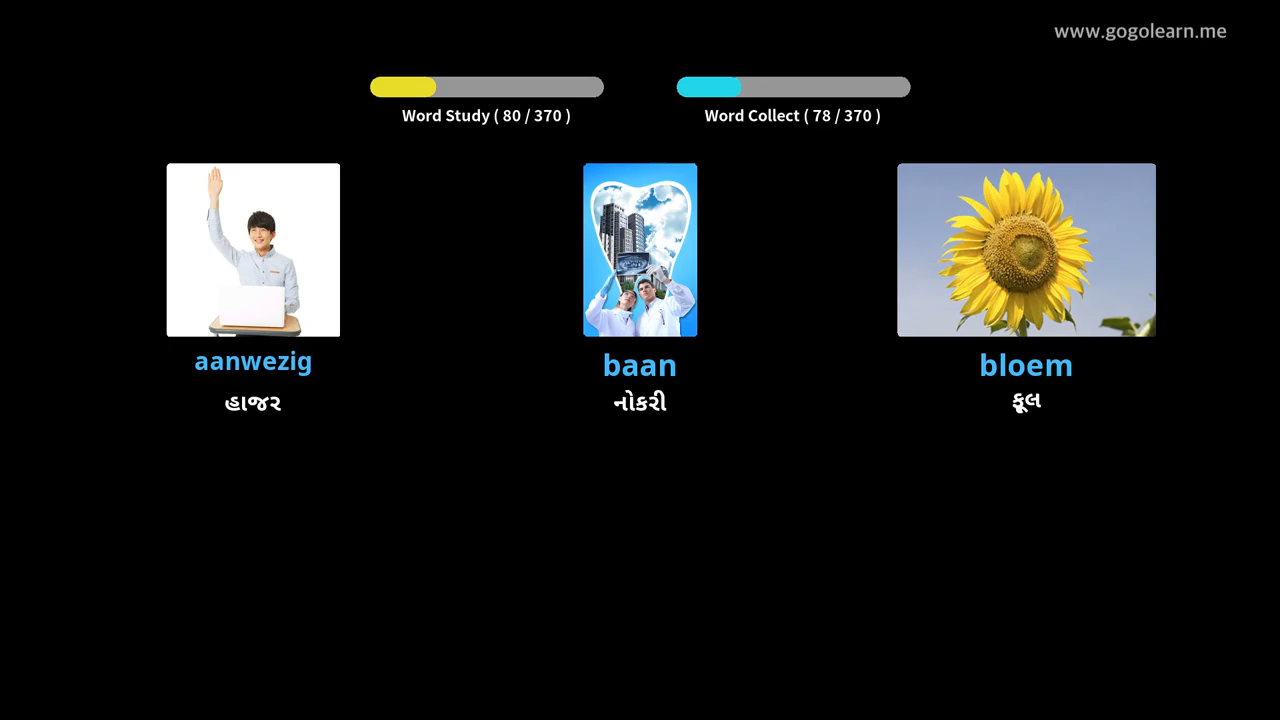 www.gogolearn.me
Word Study ( 80 / 370 )
Word Collect ( 78 / 370 )
aanwezig
હાજર
baan
નોકરી
bloem
ફૂલ